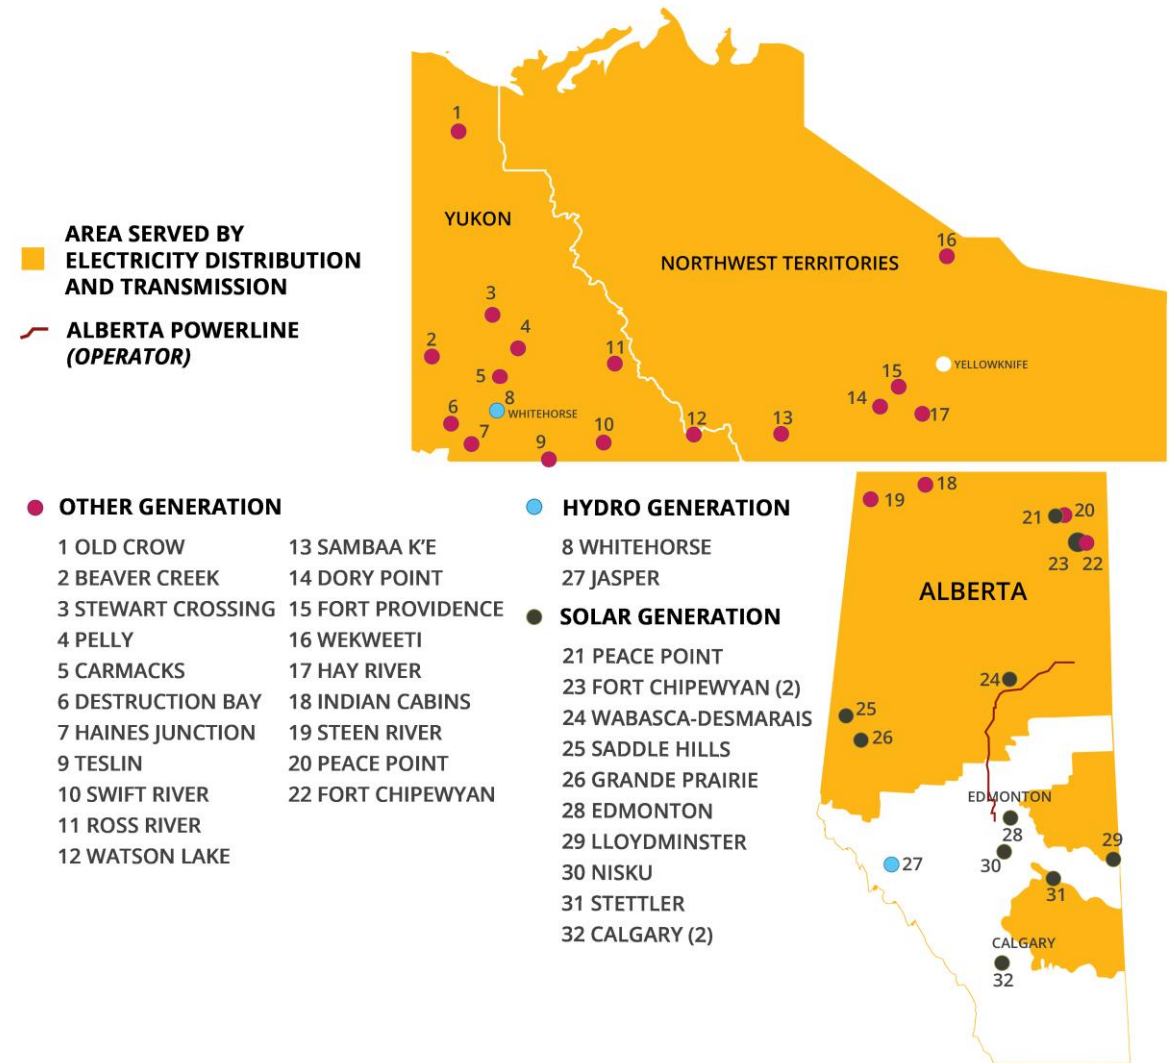 1
YUKON
AREA SERVED BY
ELECTRICITY DISTRIBUTION
AND TRANSMISSION
ALBERTA POWERLINE
(OPERATOR)
NORTHWEST TERRITORIES
16
3
4
2
11
5
YELLOWKNIFE
15
8
WHITEHORSE
14
17
6
7
9
10
12
13
OTHER GENERATION
1 OLD CROW
2 BEAVER CREEK
3 STEWART CROSSING
4 PELLY
5 CARMACKS
6 DESTRUCTION BAY
7 HAINES JUNCTION
9 TESLIN
10 SWIFT RIVER
11 ROSS RIVER
12 WATSON LAKE
13 SAMBAA K'E
14 DORY POINT
15 FORT PROVIDENCE
16 WEKWEETI
17 HAY RIVER
18 INDIAN CABINS
19 STEEN RIVER
20 PEACE POINT
22 FORT CHIPEWYAN
HYDRO GENERATION
8 WHITEHORSE
27 JASPER
SOLAR GENERATION
21 PEACE POINT
23 FORT CHIPEWYAN (2)
24 WABASCA-DESMARAIS
25 SADDLE HILLS
26 GRANDE PRAIRIE
28 EDMONTON
29 LLOYDMINSTER
30 NISKU
31 STETTLER
32 CALGARY (2)
18
19
21
20
23
22
ALBERTA
24
25
26
EDMONTON
28
29
30
27
31
CALGARY
32